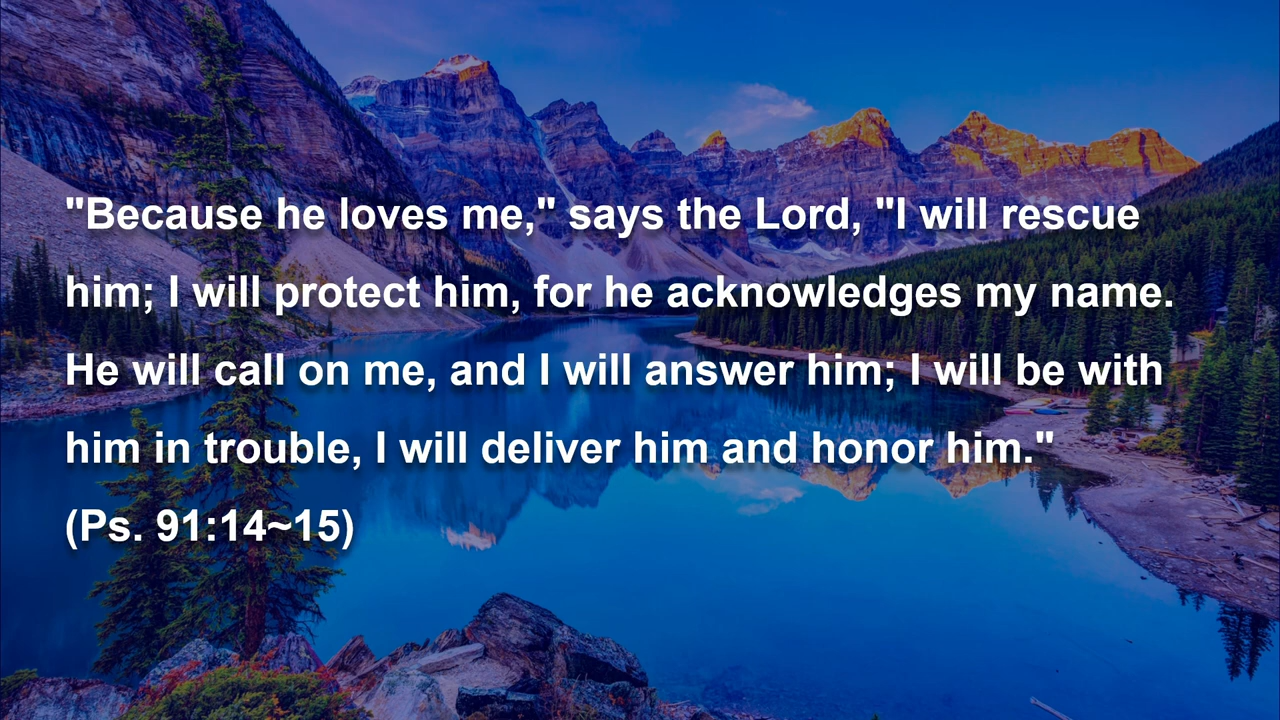 "Because he loves me," says the Lord, "I will rescue
him; I will protect him, for he acknowledges my name.
He will call on me, and I will answer him; I will be with
him in trouble, I will deliver him and honor him."
(Ps. 91:14~15)